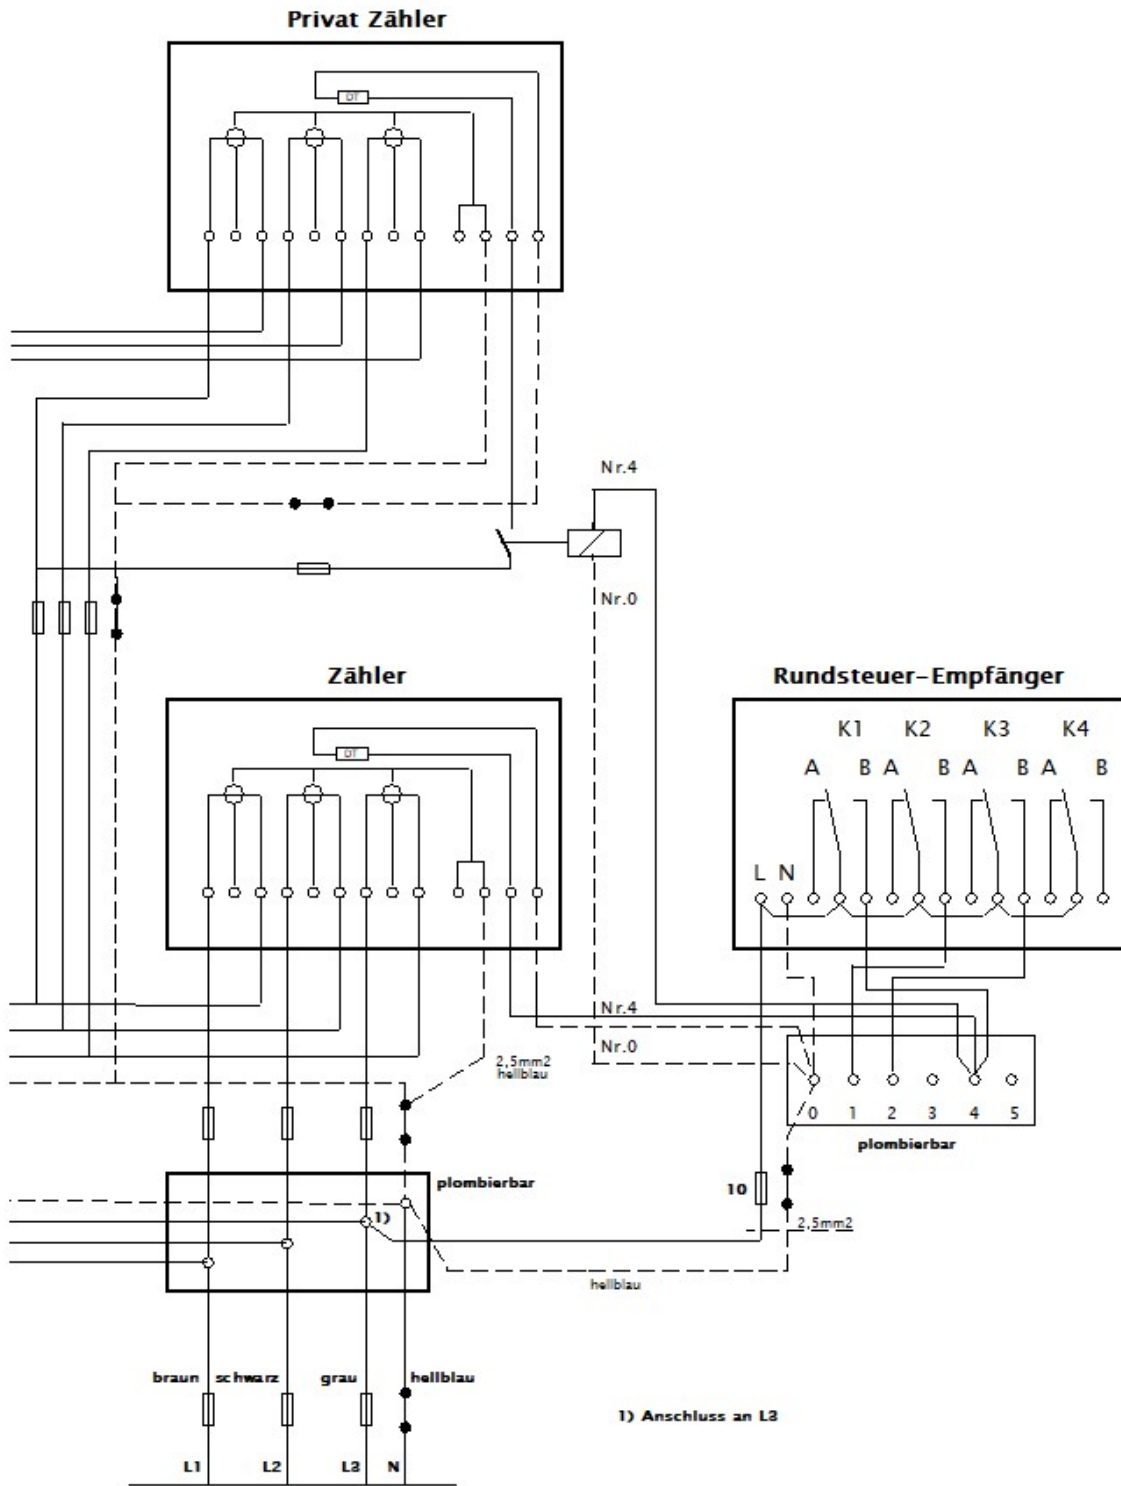 Privat Zähler
DT
Nr.4
Nr.0
Zähler
DT
Rundsteuer-Empfänger
K1 K2 K3 K4
A B A B A B A B
L N
Nr.4
Nr.0
2,5mm2
hellblau
0 1 2 3 4 5
plombierbar
plombierbar
10
1)
2,5mm2
hellblau
braun schwarz grau hellblau
1) Anschluss an L3
L1 L2 L3 N